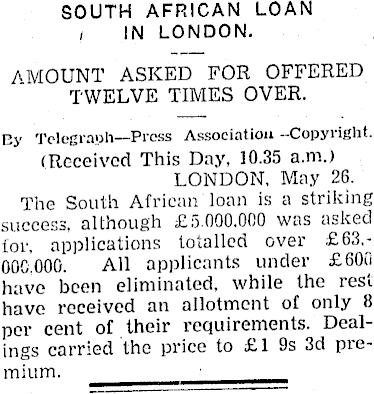 SOUTH AFRICAN LOAN
IN LONDON.
AMOUNT ASKED FOR OFFERED
TWELVE TIMES OVER.
By Telegraph—Press Association--Copyright.
(Received This Day, 10.35 a.m.)
LONDON, May 26.
The South African loan is a striking
success, although £5.000.000 was asked
for, applications totalled over £63,-
000,000. All applicants under £600
have been eliminated, while the rest
have received an allotment of only 8
per cent of their requirements. Deal-
ings carried the price to £1 9s 3d pre-
mium.